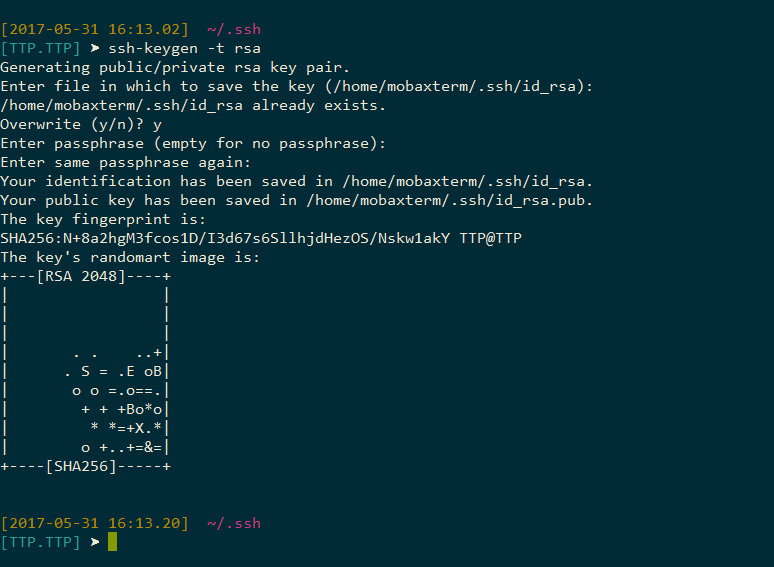 [2017-05-31 16:13.02]  ~/.ssh
[TTP.TTP] ➤ ssh-keygen -t rsa
Generating public/private rsa key pair.
Enter file in which to save the key (/home/mobaxterm/.ssh/id_rsa):
/home/mobaxterm/.ssh/id_rsa already exists.
Overwrite (y/n)? y
Enter passphrase (empty for no passphrase):
Enter same passphrase again:
Your identification has been saved in /home/mobaxterm/.ssh/id_rsa.
Your public key has been saved in /home/mobaxterm/.ssh/id_rsa.pub.
The key fingerprint is:
SHA256:N+8a2hgM3fcos1D/I3d67s6SllhjdHezOS/Nskw1akY TTP@TTP
The key's randomart image is:
+---[RSA 2048]----+
|                 |
|                 |
|                 |
|       . .    ..+|
|      . S = .E oB|
|       o o =.o==.|
|        + + +Bo*o|
|         * *=+X.*|
|        o +..+=&=|
+----[SHA256]-----+
[2017-05-31 16:13.20]  ~/.ssh
[TTP.TTP] ➤